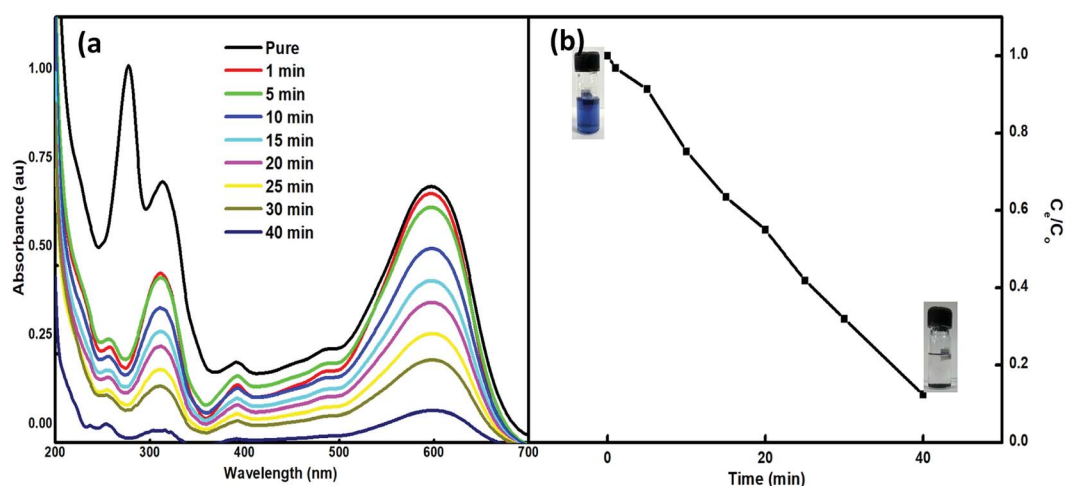 (a
Pure
1 min
5 min
10 min
15 min
20 min
25 min
30 min
40 min
1.00
0.75
0.50
0.25
0.00
Absorbance (au)
200
300
400
500
600
700
Wavelength (nm)
(b)
1.0
0.8
0.6
0.4
0.2
0.0
Ce/Co
0
20
40
Time (min)